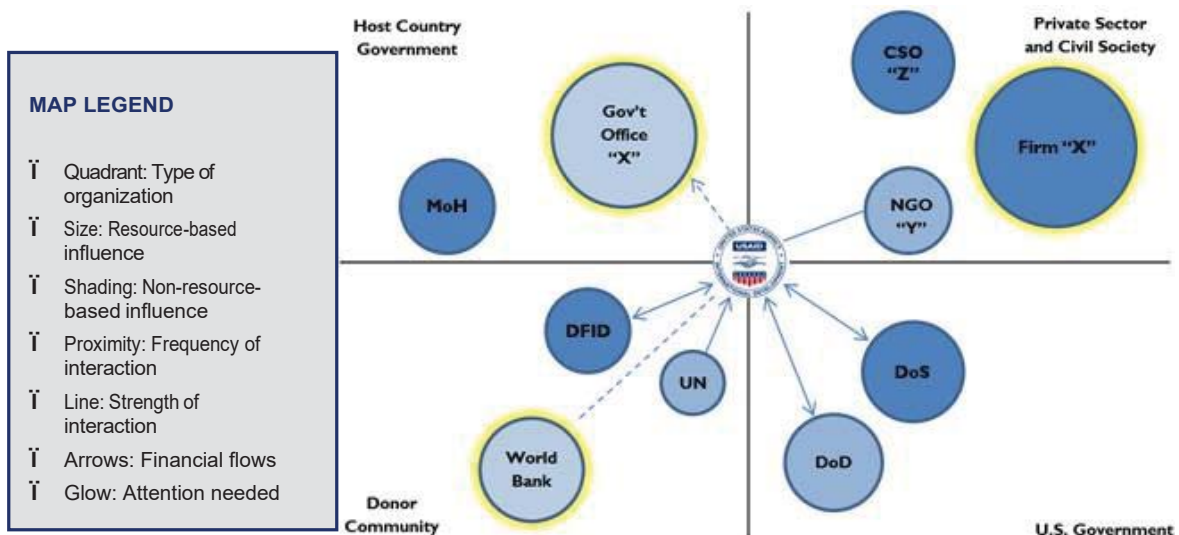 MAP LEGEND
Ï Quadrant: Type of
organization
Ï Size: Resource-based
influence
Ï Shading: Non-resource-
based influence
Ï Proximity: Frequency of
interaction
Ï Line: Strength of
interaction
Ï Arrows: Financial flows
Ï Glow: Attention needed
Host Country
Government
Private Sector
and Civil Society
CSO
"Z"
Gov't
Office
"X"
Firm "X"
MoH
NGO
"Y"
USAID
DFID
UN
DoS
World
Bank
DoD
Donor
Community
U.S. Government